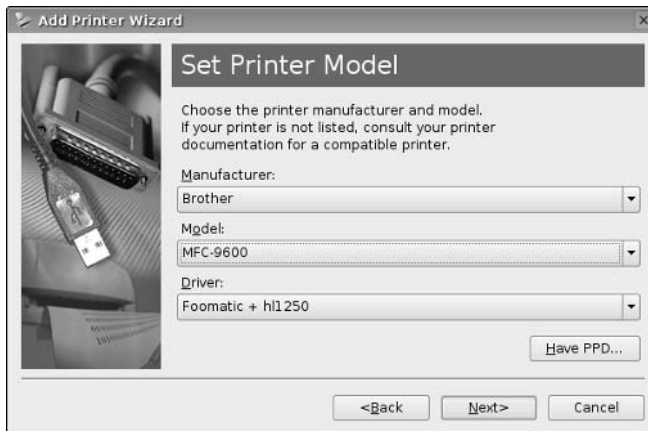 Add Printer Wizard
Set Printer Model
Choose the printer manufacturer and model.
If your printer is not listed, consult your printer
documentation for a compatible printer.
Manufacturer:
Brother
Model:
MFC-9600
Driver:
Foomatic + hl1250
Have PPD...
<Back
Next>
Cancel